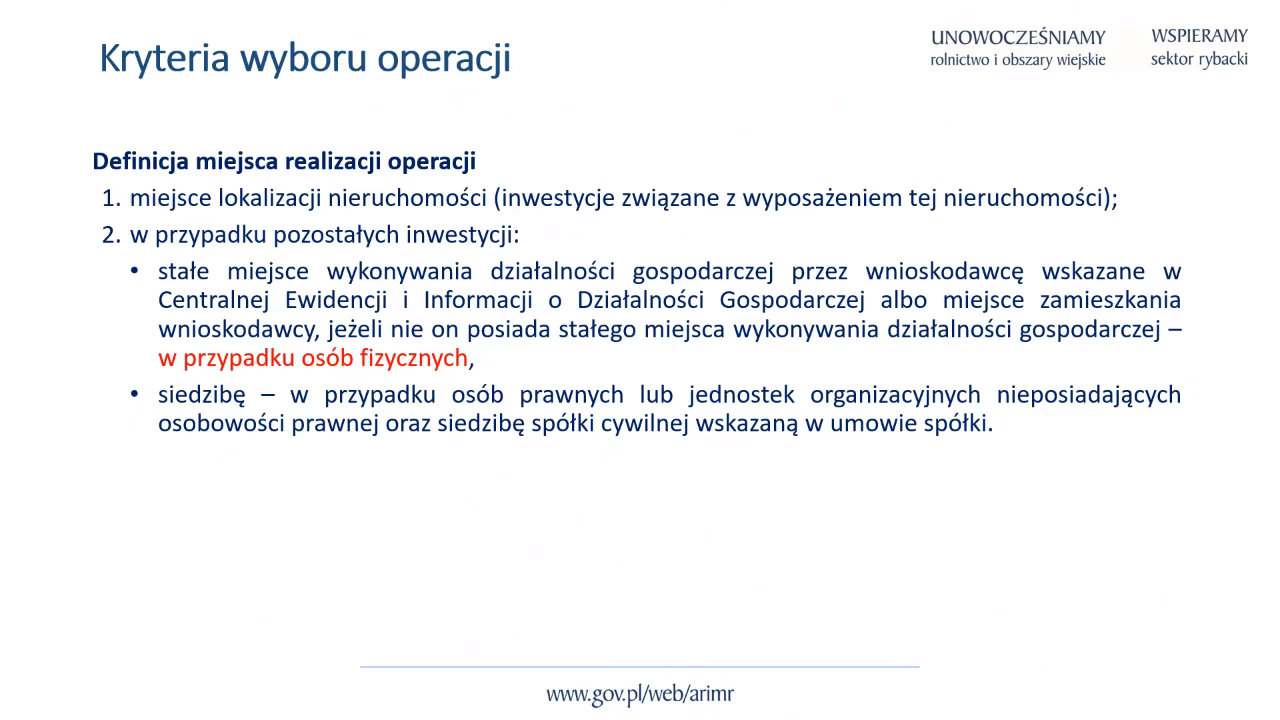 Kryteria wyboru operacji
UNOWOCZEŚNIAMY
rolnictwo i obszary wiejskie
WSPIERAMY
sektor rybacki
Definicja miejsca realizacji operacji
1. miejsce lokalizacji nieruchomości (inwestycje związane z wyposażeniem tej nieruchomości);
2. w przypadku pozostałych inwestycji:
• stałe miejsce wykonywania działalności gospodarczej przez wnioskodawcę wskazane w
Centralnej Ewidencji i Informacji o Działalności Gospodarczej albo miejsce zamieszkania
wnioskodawcy, jeżeli nie on posiada stałego miejsca wykonywania działalności gospodarczej –
w przypadku osób fizycznych,
• siedzibę – w przypadku osób prawnych lub jednostek organizacyjnych nieposiadających
osobowości prawnej oraz siedzibę spółki cywilnej wskazaną w umowie spółki.
www.gov.pl/web/arimr